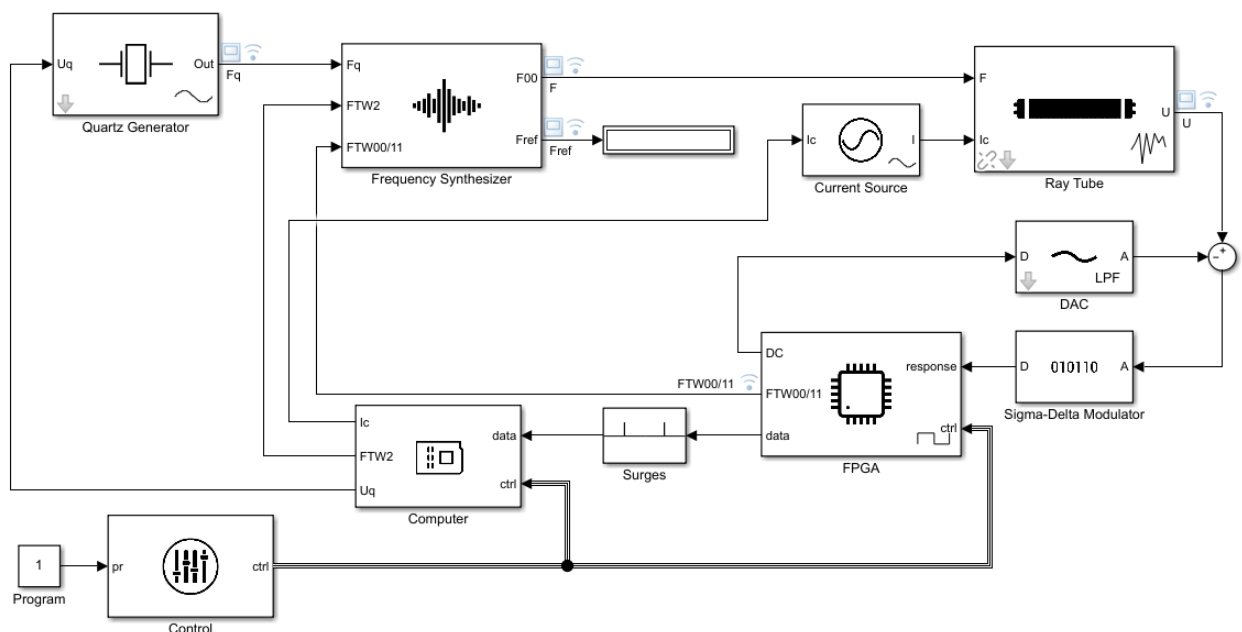 Uq
Out
Fq
Quartz Generator
Fq
FTW2
FTW00/11
F00
F
Fref
Fref
Frequency Synthesizer
Ic
I
Current Source
F
Ic
U
U
Ray Tube
D
A
LPF
DAC
+
-
D
010110
A
Sigma-Delta Modulator
DC
FTW00/11
FTW00/11
data
response
ctrl
FPGA
Surges
Ic
FTW2
Uq
data
ctrl
Computer
1
Program
pr
ctrl
Control